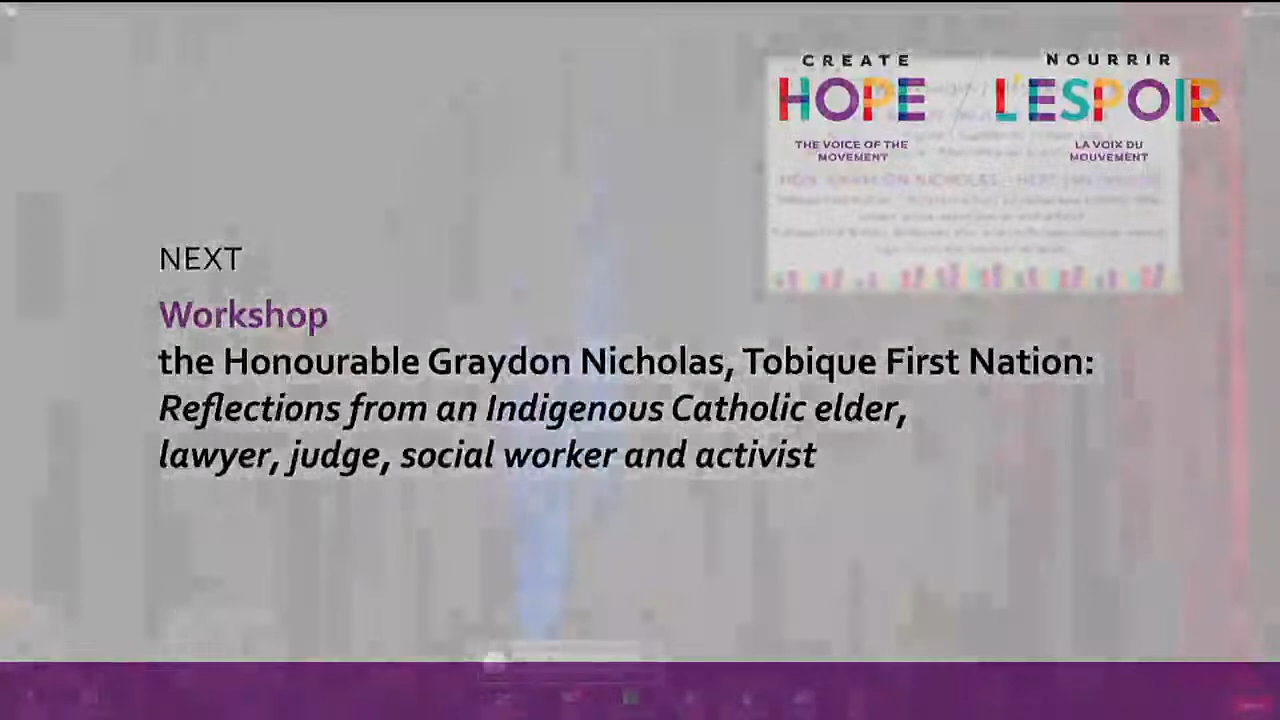 CREATE
HOPE
THE VOICE OF THE
MOVEMENT
NOURRIR
L'ESPOIR
LA VOIX DU
MOUVEMENT
NEXT
Workshop
the Honourable Graydon Nicholas, Tobique First Nation:
Reflections from an Indigenous Catholic elder,
lawyer, judge, social worker and activist